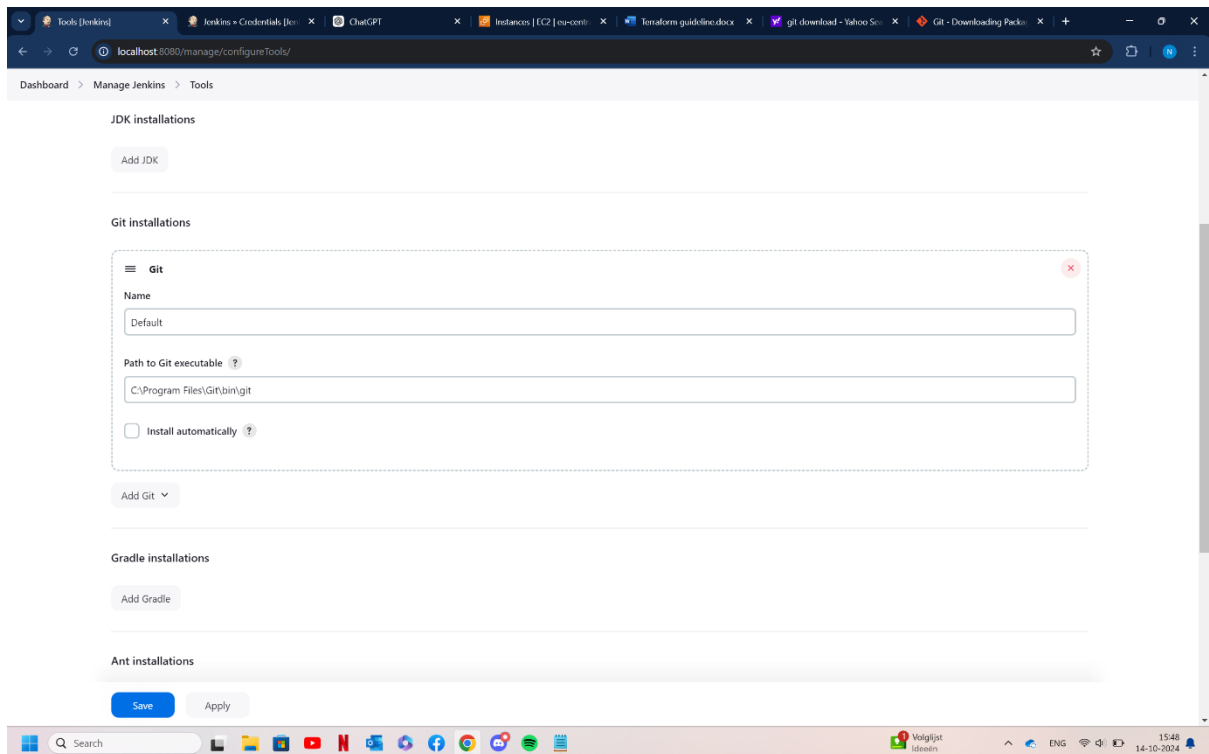 Tools [Jenkins]
Jenkins » Credentials [Jen
ChatGPT
Instances | EC2 | eu-centr
Terraform guideline.docx
git download - Yahoo Sea
Git - Downloading Packa
localhost:8080/manage/configureTools/
N
Dashboard > Manage Jenkins > Tools
JDK installations
Add JDK
Git installations
Git
Name
Default
Path to Git executable ?
C:\Program Files\Git\bin\git
Install automatically ?
Add Git
Gradle installations
Add Gradle
Ant installations
Save
Apply
Search
Volglijst
Ideeën
ENG
15:48
14-10-2024